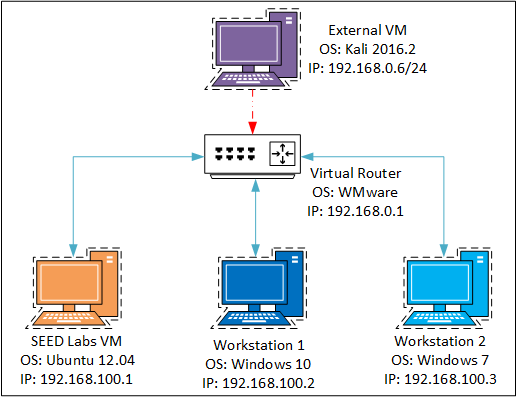 External VM
OS: Kali 2016.2
IP: 192.168.0.6/24
Virtual Router
OS: WMware
IP: 192.168.0.1
SEED Labs VM
OS: Ubuntu 12.04
IP: 192.168.100.1
Workstation 1
OS: Windows 10
IP: 192.168.100.2
Workstation 2
OS: Windows 7
IP: 192.168.100.3